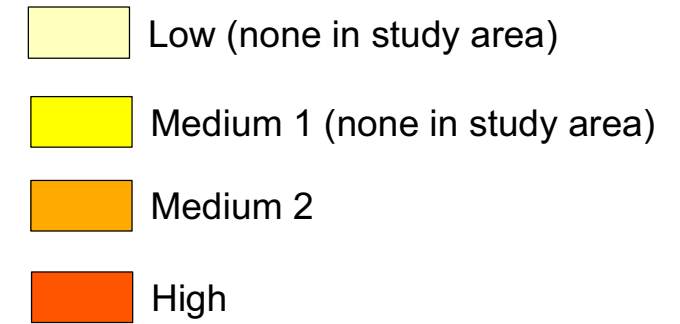 Low (none in study area)
Medium 1 (none in study area)
Medium 2
High